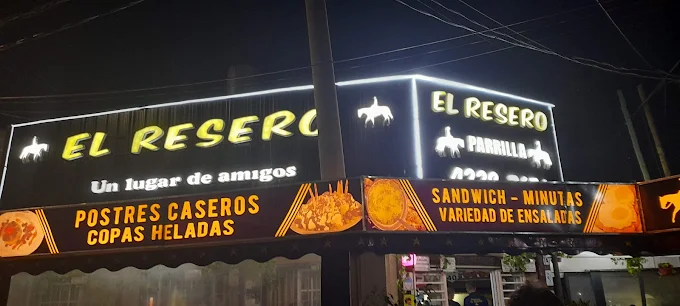 EL RESERO
Un lugar de amigos
EL RESERO
PARRILLA
POSTRES CASEROS
COPAS HELADAS
SANDWICH - MINUTAS
VARIEDAD DE ENSALADAS